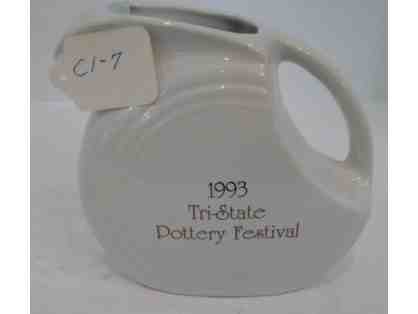 C1-7
1993
Tri-State
Pottery Festival